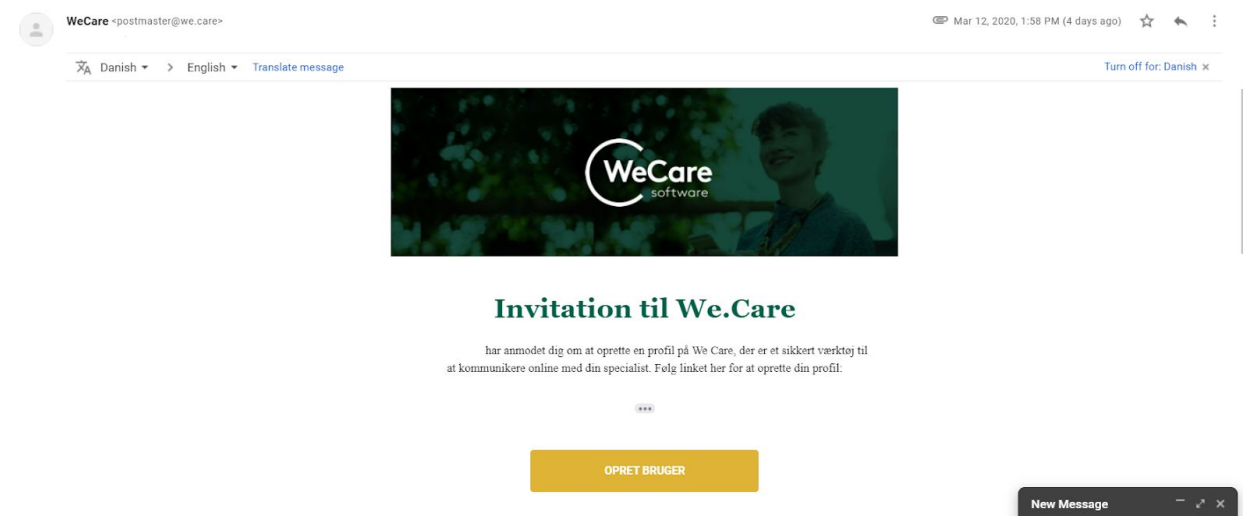 WeCare <postmaster@we.care>
Mar 12, 2020, 1:58 PM (4 days ago)
Danish > English Translate message
Turn off for: Danish ×
WeCare
software
Invitation til We.Care
har anmodet dig om at oprette en profil på We Care, der er et sikkert værktøj til
at kommunikere online med din specialist. Følg linket her for at oprette din profil:
OPRET BRUGER
New Message